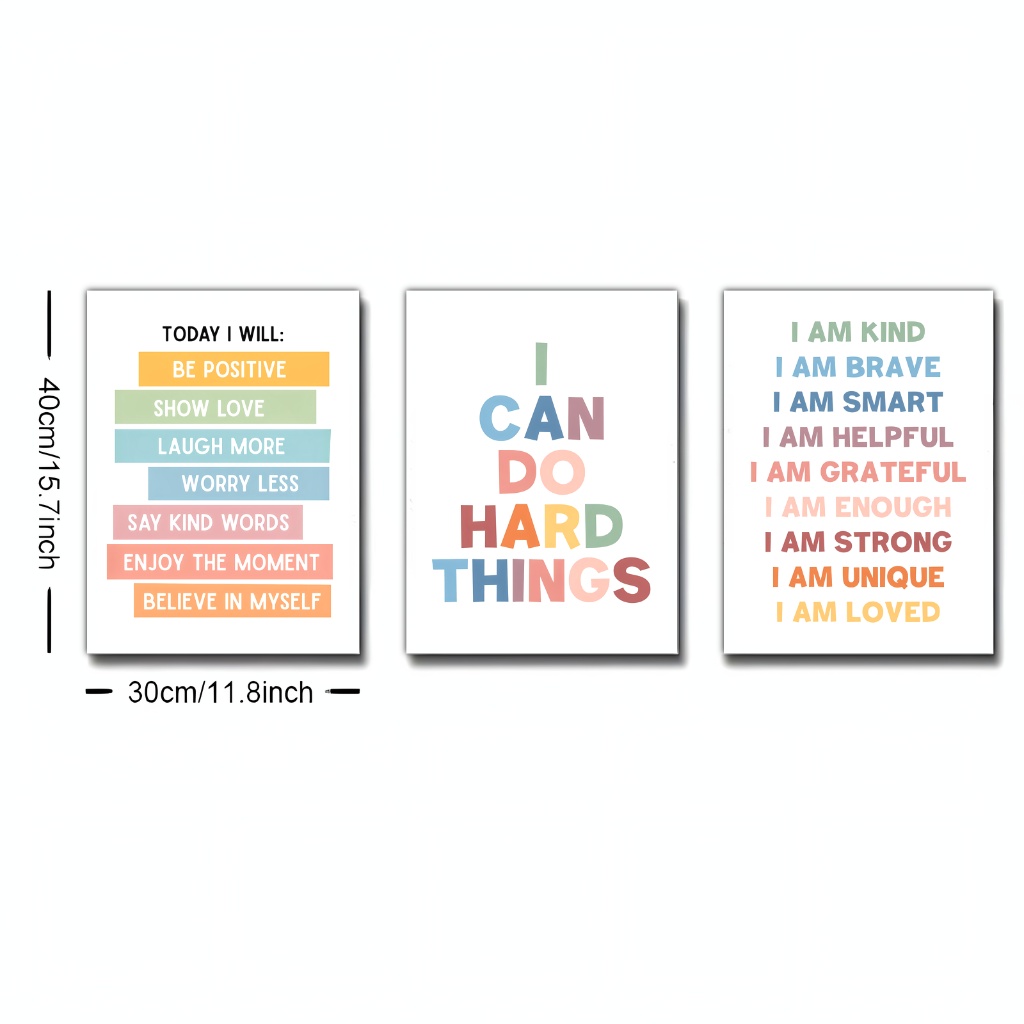 TODAY I WILL:
BE POSITIVE
SHOW LOVE
LAUGH MORE
WORRY LESS
SAY KIND WORDS
ENJOY THE MOMENT
BELIEVE IN MYSELF
I
CAN
DO
HARD
THINGS
I AM KIND
I AM BRAVE
I AM SMART
I AM HELPFUL
I AM GRATEFUL
I AM ENOUGH
I AM STRONG
I AM UNIQUE
I AM LOVED
40cm/15.7inch
30cm/11.8inch